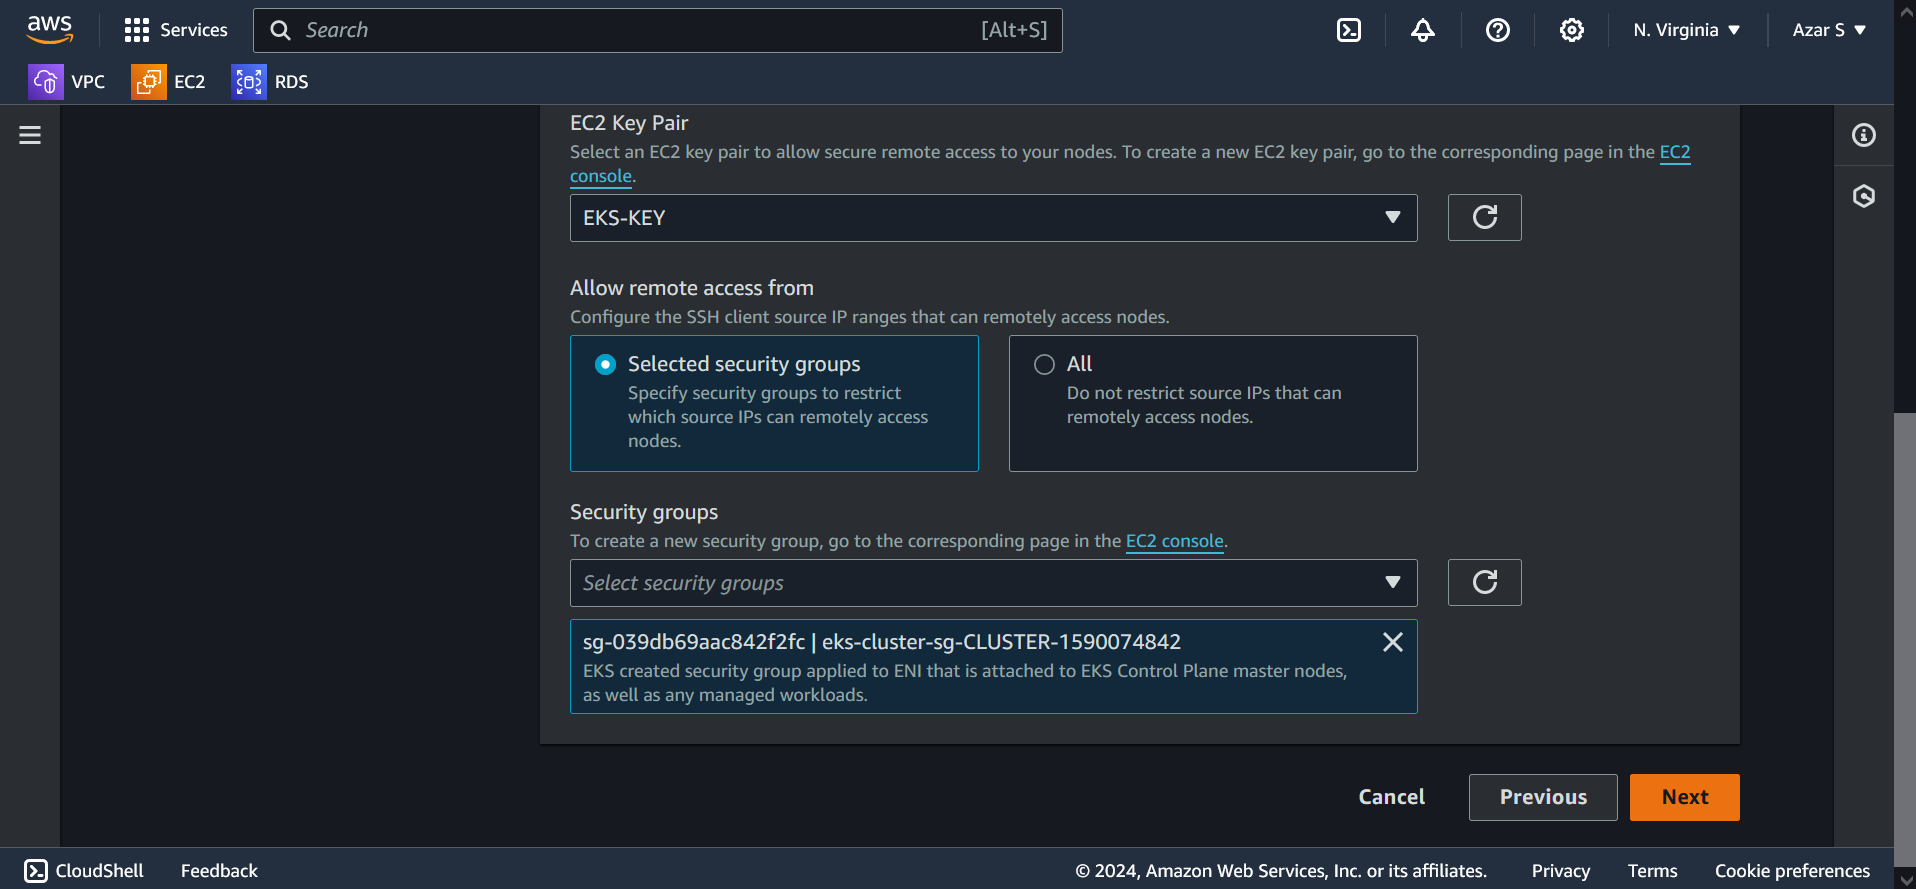 aws
Services
Search
[Alt+S]
N. Virginia
Azar S
VPC
EC2
RDS
EC2 Key Pair
Select an EC2 key pair to allow secure remote access to your nodes. To create a new EC2 key pair, go to the corresponding page in the EC2
console.
EKS-KEY
Allow remote access from
Configure the SSH client source IP ranges that can remotely access nodes.
Selected security groups
Specify security groups to restrict
which source IPs can remotely access
nodes.
All
Do not restrict source IPs that can
remotely access nodes.
Security groups
To create a new security group, go to the corresponding page in the EC2 console.
Select security groups
sg-039db69aac842f2fc | eks-cluster-sg-CLUSTER-1590074842
EKS created security group applied to ENI that is attached to EKS Control Plane master nodes,
as well as any managed workloads.
Cancel
Previous
Next
CloudShell
Feedback
© 2024, Amazon Web Services, Inc. or its affiliates.
Privacy
Terms
Cookie preferences